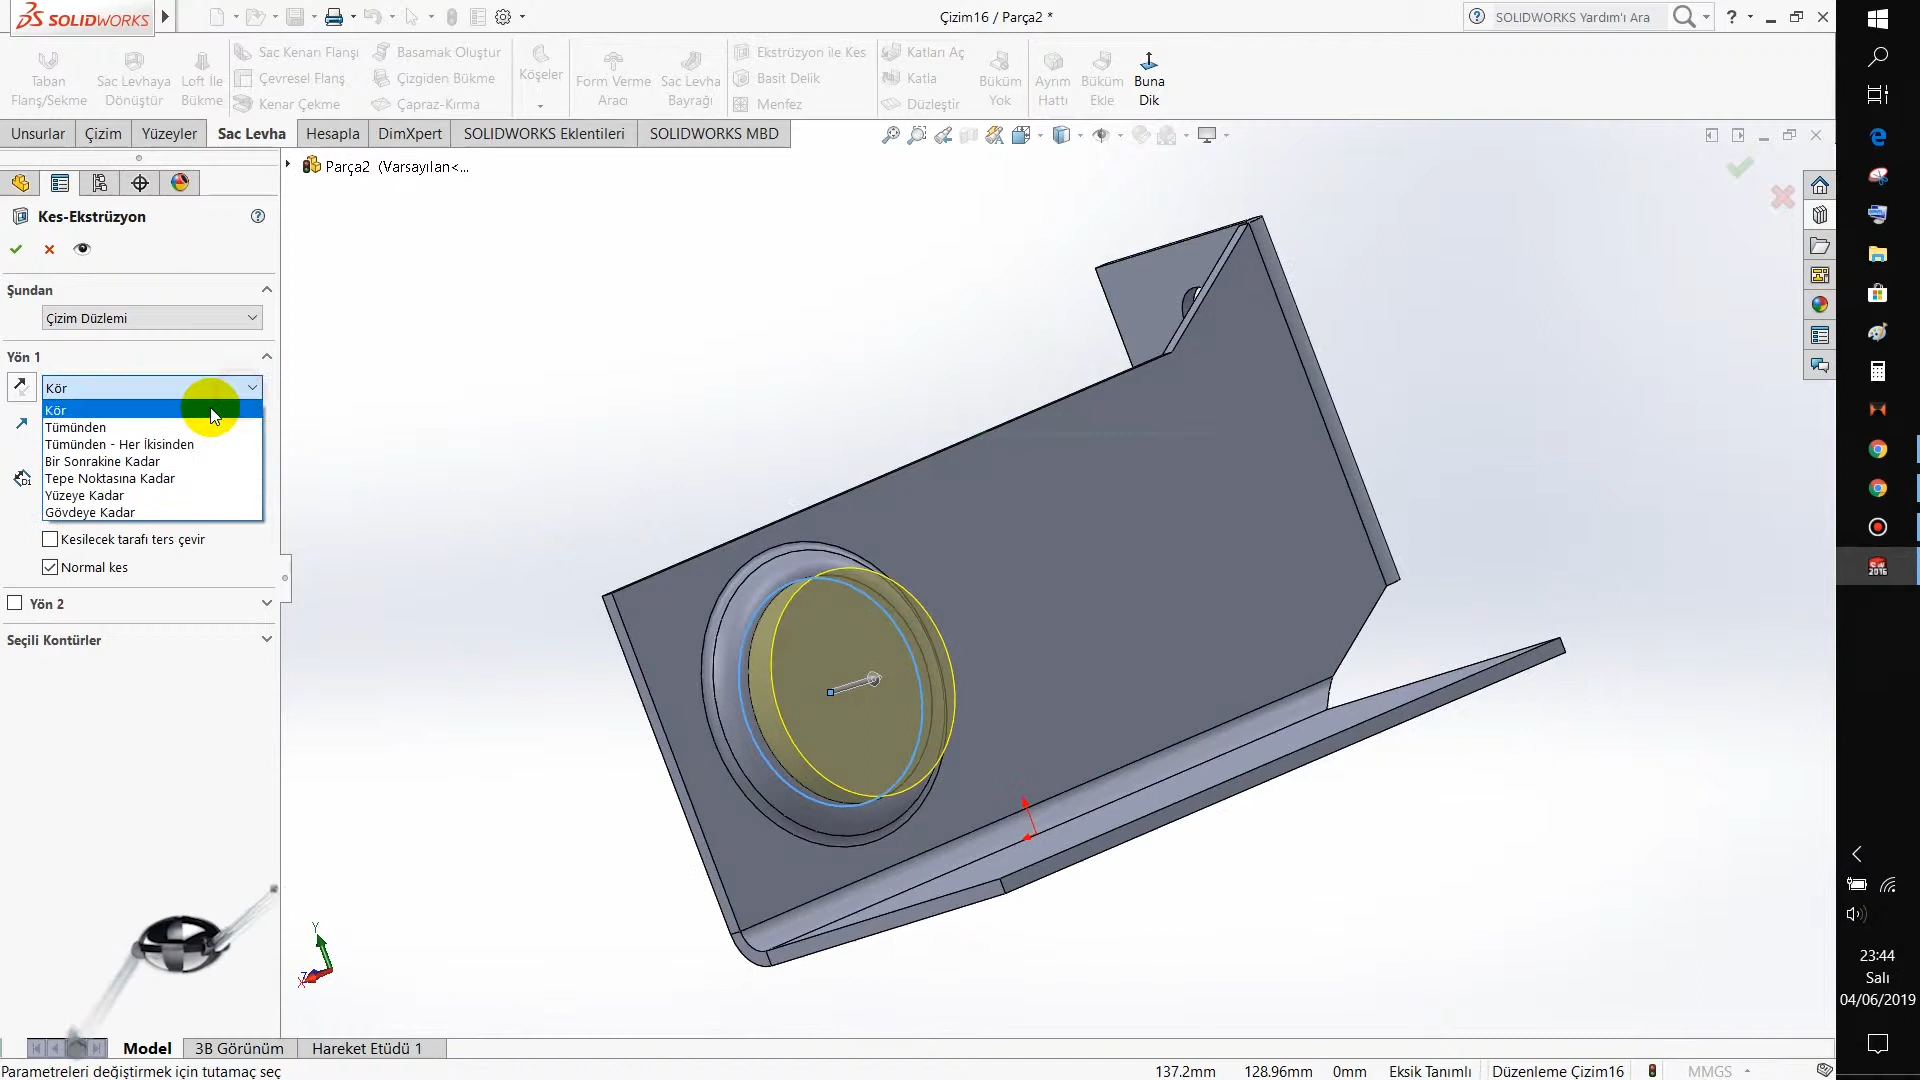 SOLIDWORKS
Çizim16 / Parça2 *
SOLIDWORKS Yardım'ı Ara
?
Taban Flanş/Sekme
Sac Levhaya Dönüştür
Loft İle Bükme
Sac Kenar Flanşı
Çevresel Flanş
Kenar Çekme
Basamak Oluştur
Çizgiden Bükme
Çapraz-Kırma
Köşeler
Form Verme Aracı
Sac Levha Bayrağı
Ekstrüzyon ile Kes
Basit Delik
Menfez
Katları Aç
Katla
Düzleştir
Büküm Yok
Ayrım Hattı
Büküm Ekle
Buna Dik
Unsurlar
Çizim
Yüzeyler
Sac Levha
Hesapla
DimXpert
SOLIDWORKS Eklentileri
SOLIDWORKS MBD
Parça2 (Varsayılan<...
Kes-Ekstrüzyon
Şundan
Çizim Düzlemi
Yön 1
Kör
Kör
Tümünden
Tümünden - Her İkisinden
Bir Sonrakine Kadar
Tepe Noktasına Kadar
Yüzeye Kadar
Gövdeye Kadar
Kesilecek tarafı ters çevir
Normal kes
Yön 2
Seçili Kontürler
Y
Z
X
2016
23:44
Salı
04/06/2019
Model
3B Görünüm
Hareket Etüdü 1
Parametreleri değiştirmek için tutamaç seç
137.2mm
128.96mm
0mm
Eksik Tanımlı
Düzenleme Çizim16
MMGS